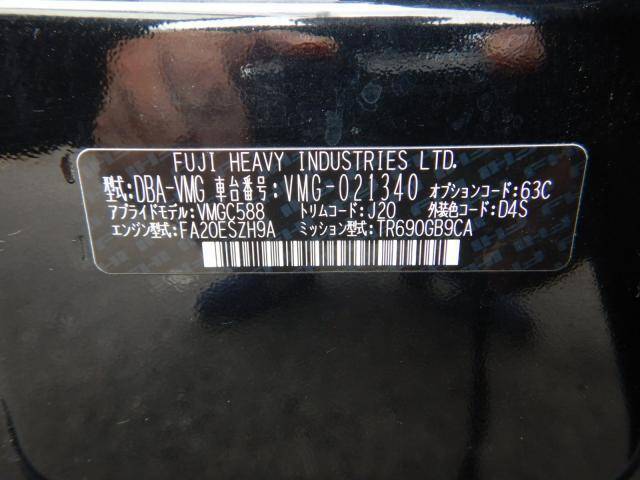 FUJI HEAVY INDUSTRIES LTD.
型式:DBA-VMG 車台番号:VMG-021340 オプションコード:63C
アプライドモデル:VMGC588 トリムコード:J20 外装色コード:D4S
エンジン型式:FA20ESZH9A ミッション型式:TR690GB9CA